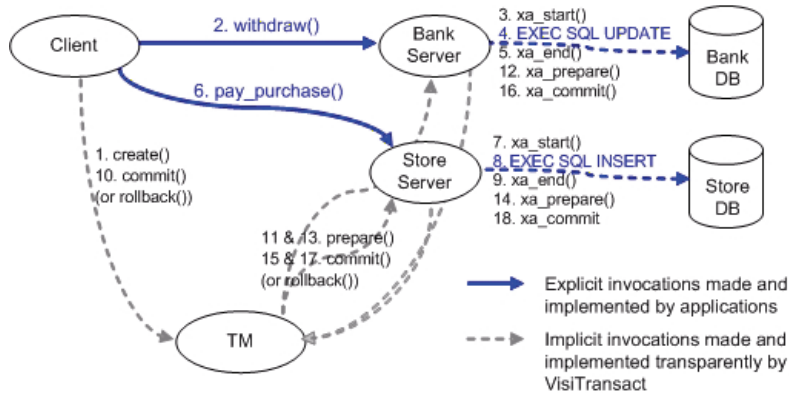 Client
2. withdraw()
Bank
Server
3. xa_start()
4. EXEC SQL UPDATE
5. xa_end()
12. xa_prepare()
16. xa_commit()
Bank
DB
6. pay_purchase()
1. create()
10. commit()
(or rollback())
Store
Server
7. xa_start()
8. EXEC SQL INSERT
9. xa_end()
14. xa_prepare()
18. xa_commit
Store
DB
11 & 13. prepare()
15 & 17. commit()
(or rollback())
TM
Explicit invocations made and
implemented by applications
Implicit invocations made and
implemented transparently by
VisiTransact